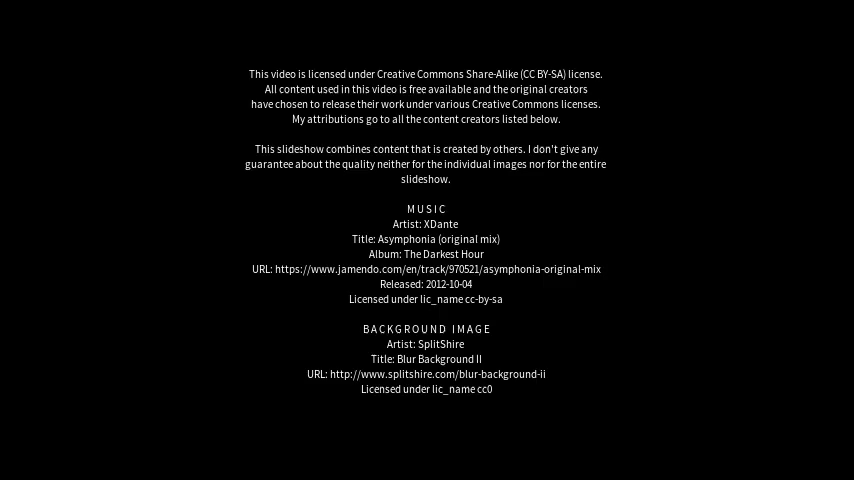 This video is licensed under Creative Commons Share-Alike (CC BY-SA) license.
All content used in this video is free available and the original creators
have chosen to release their work under various Creative Commons licenses.
My attributions go to all the content creators listed below.
This slideshow combines content that is created by others. I don't give any
guarantee about the quality neither for the individual images nor for the entire
slideshow.
MUSIC
Artist: XDante
Title: Asymphonia (original mix)
Album: The Darkest Hour
URL: https://www.jamendo.com/en/track/970521/asymphonia-original-mix
Released: 2012-10-04
Licensed under lic_name cc-by-sa
BACKGROUND IMAGE
Artist: SplitShire
Title: Blur Background II
URL: http://www.splitshire.com/blur-background-ii
Licensed under lic_name cc0